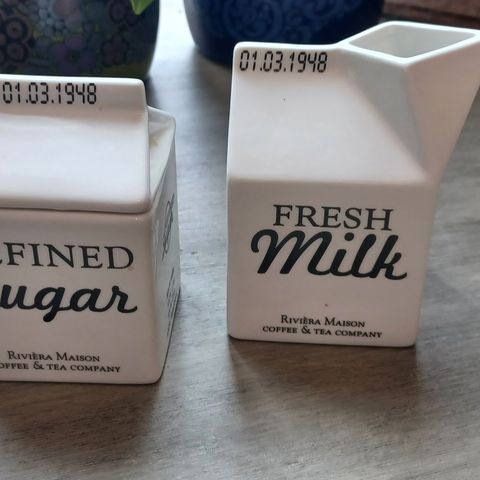 01.03.1948
FINED
ugar
RIVIÈRA MAISON
OFFEE & TEA COMPANY
01.03.1948
FRESH
Milk
RIVIÈRA MAISON
COFFEE & TEA COMPANY